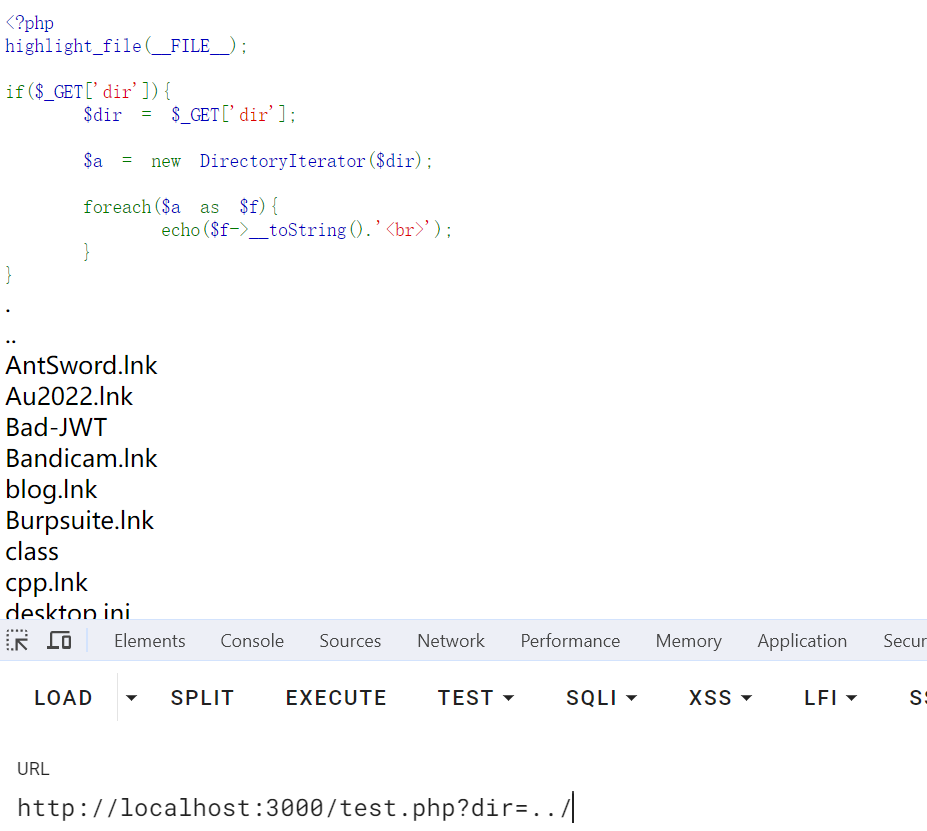 <?php
highlight_file(__FILE__);
if($_GET['dir']){
$dir = $_GET['dir'];
$a = new DirectoryIterator($dir);
foreach($a as $f){
echo($f->__toString().'<br>');
}
}
.
..
AntSword.lnk
Au2022.lnk
Bad-JWT
Bandicam.lnk
blog.lnk
Burpsuite.lnk
class
cpp.lnk
desktop.ini
Elements Console Sources Network Performance Memory Application Secur
LOAD SPLIT EXECUTE TEST SQLI XSS LFI SS
URL
http://localhost:3000/test.php?dir=../